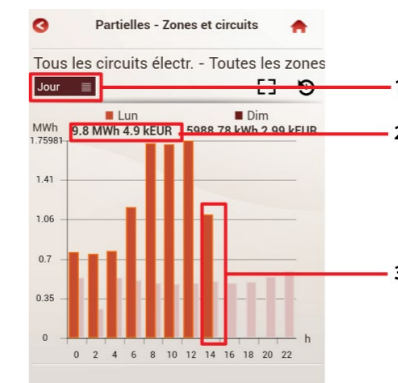 Partielles - Zones et circuits
Tous les circuits électr. - Toutes les zones
Jour
1
Lun
Dim
MWh
9.8 MWh 4.9 kEUR
5988.78 kWh 2.99 kEUR
2
1.75981
1.41
1.06
0.7
3
0.35
0
h
0 2 4 6 8 10 12 14 16 18 20 22